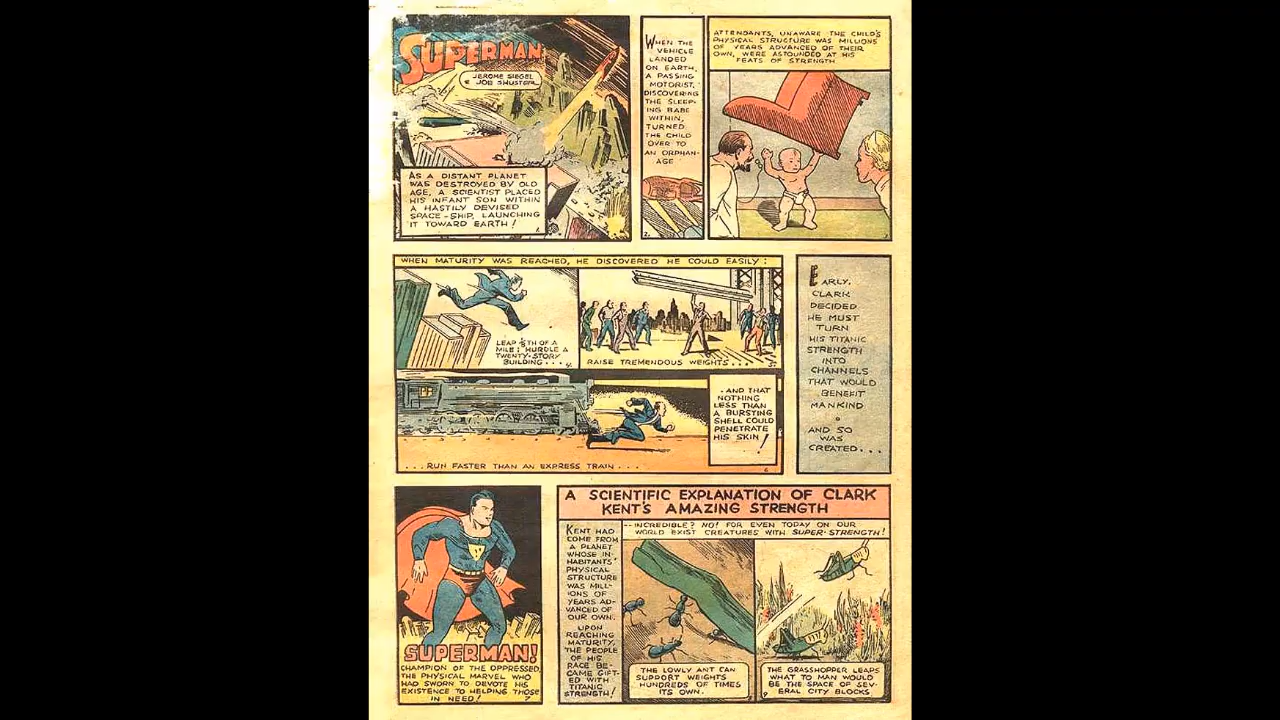 SUPERMAN
JEROME SIEGEL
& JOE SHUSTER
AS A DISTANT PLANET
WAS DESTROYED BY OLD
AGE, A SCIENTIST PLACED
HIS INFANT SON WITHIN
A HASTILY DEVISED
SPACE-SHIP, LAUNCHING
IT TOWARD EARTH!
1.
WHEN THE
VEHICLE
LANDED
ON EARTH,
A PASSING
MOTORIST,
DISCOVERING
THE SLEEP-
ING BABE
WITHIN,
TURNED
THE CHILD
OVER TO
AN ORPHAN-
AGE
2.
ATTENDANTS, UNAWARE THE CHILD'S
PHYSICAL STRUCTURE WAS MILLIONS
OF YEARS ADVANCED OF THEIR
OWN, WERE ASTOUNDED AT HIS
FEATS OF STRENGTH
WHEN MATURITY WAS REACHED, HE DISCOVERED HE COULD EASILY:
LEAP 1/8TH OF A
MILE; HURDLE A
TWENTY-STORY
BUILDING . . .
4.
RAISE TREMENDOUS WEIGHTS . . .
5.
. . . RUN FASTER THAN AN EXPRESS TRAIN . . .
. . AND THAT
NOTHING
LESS THAN
A BURSTING
SHELL COULD
PENETRATE
HIS SKIN!
6
EARLY,
CLARK
DECIDED
HE MUST
TURN
HIS TITANIC
STRENGTH
INTO
CHANNELS
THAT WOULD
BENEFIT
MANKIND
AND SO
WAS
CREATED . . .
SUPERMAN!
CHAMPION OF THE OPPRESSED,
THE PHYSICAL MARVEL WHO
HAD SWORN TO DEVOTE HIS
EXISTENCE TO HELPING THOSE
IN NEED!
7
A SCIENTIFIC EXPLANATION OF CLARK
KENT'S AMAZING STRENGTH
KENT HAD
COME FROM
A PLANET
WHOSE IN-
HABITANTS'
PHYSICAL
STRUCTURE
WAS MILL-
IONS OF
YEARS AD-
VANCED OF
OUR OWN.
UPON
REACHING
MATURITY,
THE PEOPLE
OF HIS
RACE BE-
CAME GIFT-
ED WITH
TITANIC
STRENGTH!
--INCREDIBLE? NO! FOR EVEN TODAY ON OUR
WORLD EXIST CREATURES WITH SUPER-STRENGTH!
THE LOWLY ANT CAN
SUPPORT WEIGHTS
HUNDREDS OF TIMES
ITS OWN.
8
THE GRASSHOPPER LEAPS
WHAT TO MAN WOULD
BE THE SPACE OF SEV-
ERAL CITY BLOCKS
9